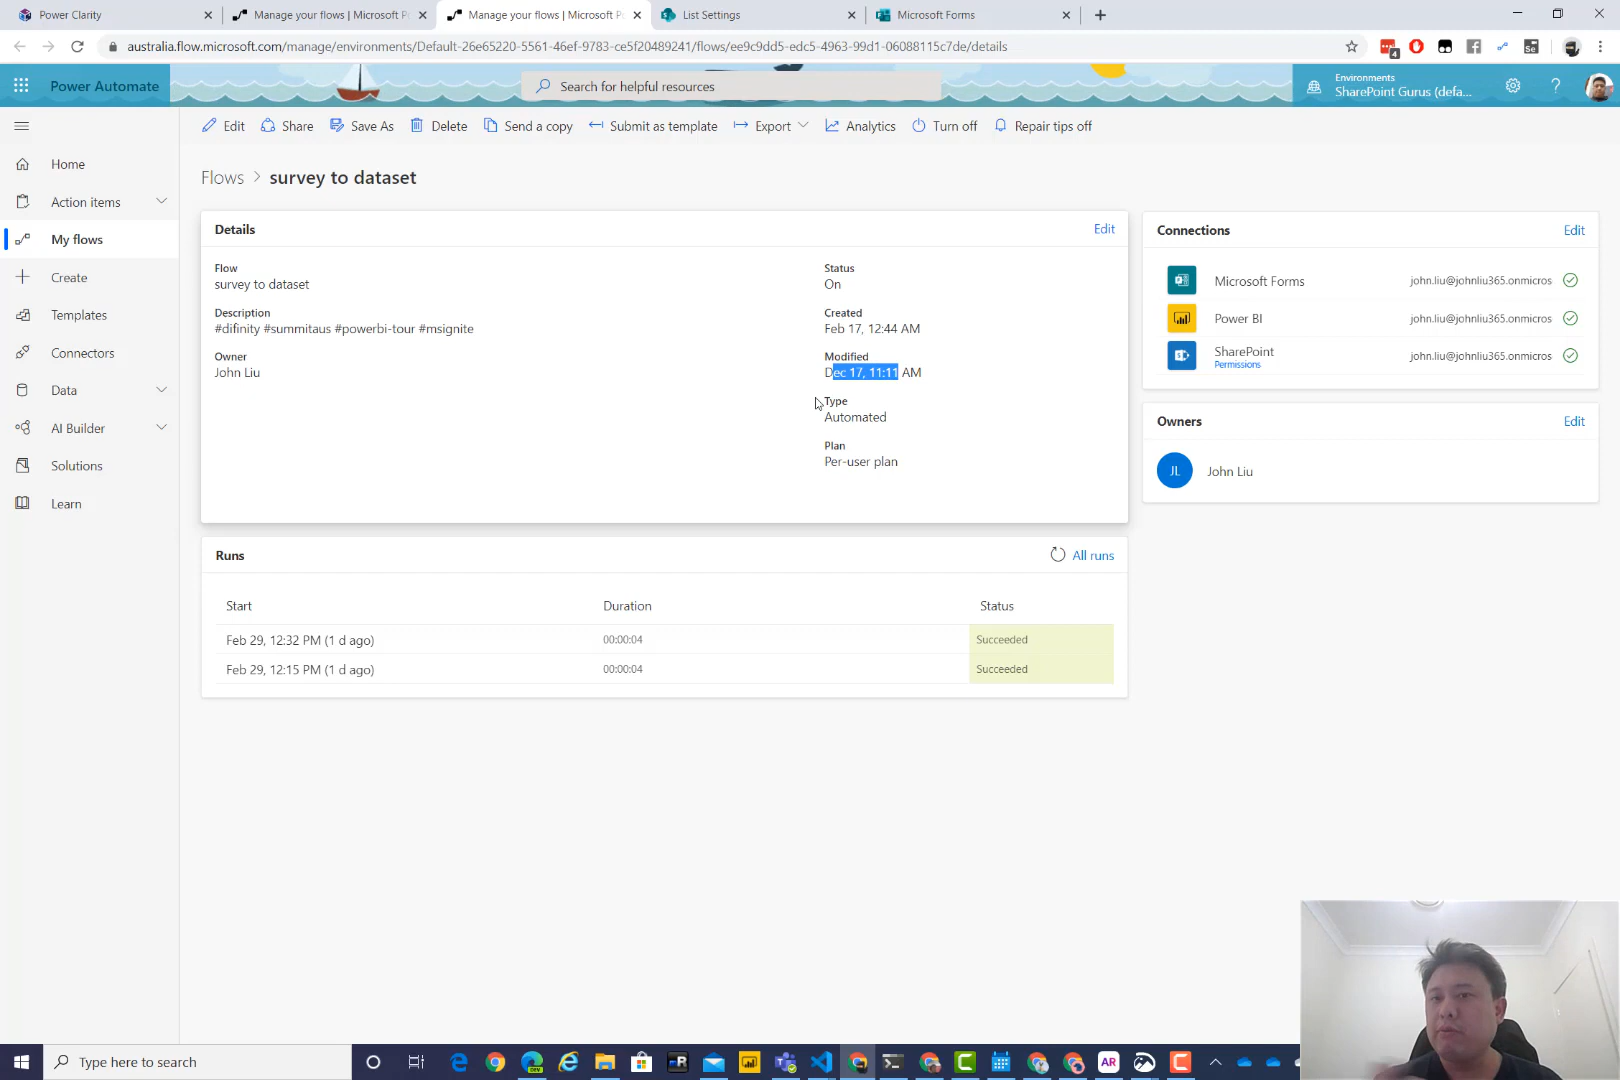 Power Clarity
Manage your flows | Microsoft P
Manage your flows | Microsoft Po
List Settings
Microsoft Forms
australia.flow.microsoft.com/manage/environments/Default-26e65220-5561-46ef-9783-ce5f20489241/flows/ee9c9dd5-edc5-4963-99d1-06088115c7de/details
4
Se
Power Automate
Search for helpful resources
Environments
SharePoint Gurus (defa...
?
Edit
Share
Save As
Delete
Send a copy
Submit as template
Export
Analytics
Turn off
Repair tips off
Home
Action items
My flows
Create
Templates
Connectors
Data
AI Builder
Solutions
Learn
Flows > survey to dataset
Details
Edit
Flow
survey to dataset
Description
#difinity #summitaus #powerbi-tour #msignite
Owner
John Liu
Status
On
Created
Feb 17, 12:44 AM
Modified
Dec 17, 11:11 AM
Type
Automated
Plan
Per-user plan
Connections
Edit
Microsoft Forms
john.liu@johnliu365.onmicros
Power BI
john.liu@johnliu365.onmicros
SharePoint
Permissions
john.liu@johnliu365.onmicros
Owners
Edit
JL
John Liu
Runs
All runs
Start
Duration
Status
Feb 29, 12:32 PM (1 d ago)
00:00:04
Succeeded
Feb 29, 12:15 PM (1 d ago)
00:00:04
Succeeded
Type here to search
DEV
AR